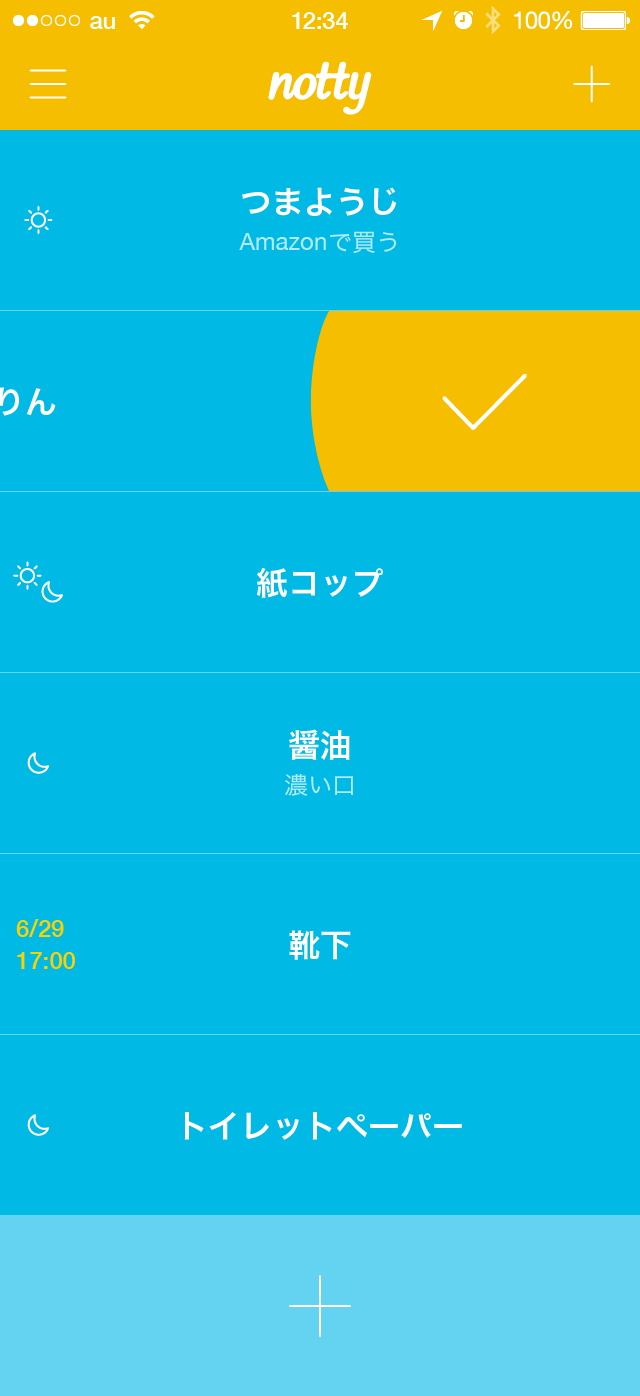 au 12:34 100%
notty
つまようじ
Amazonで買う
りん
紙コップ
醤油
濃い口
6/29
17:00
靴下
トイレットペーパー